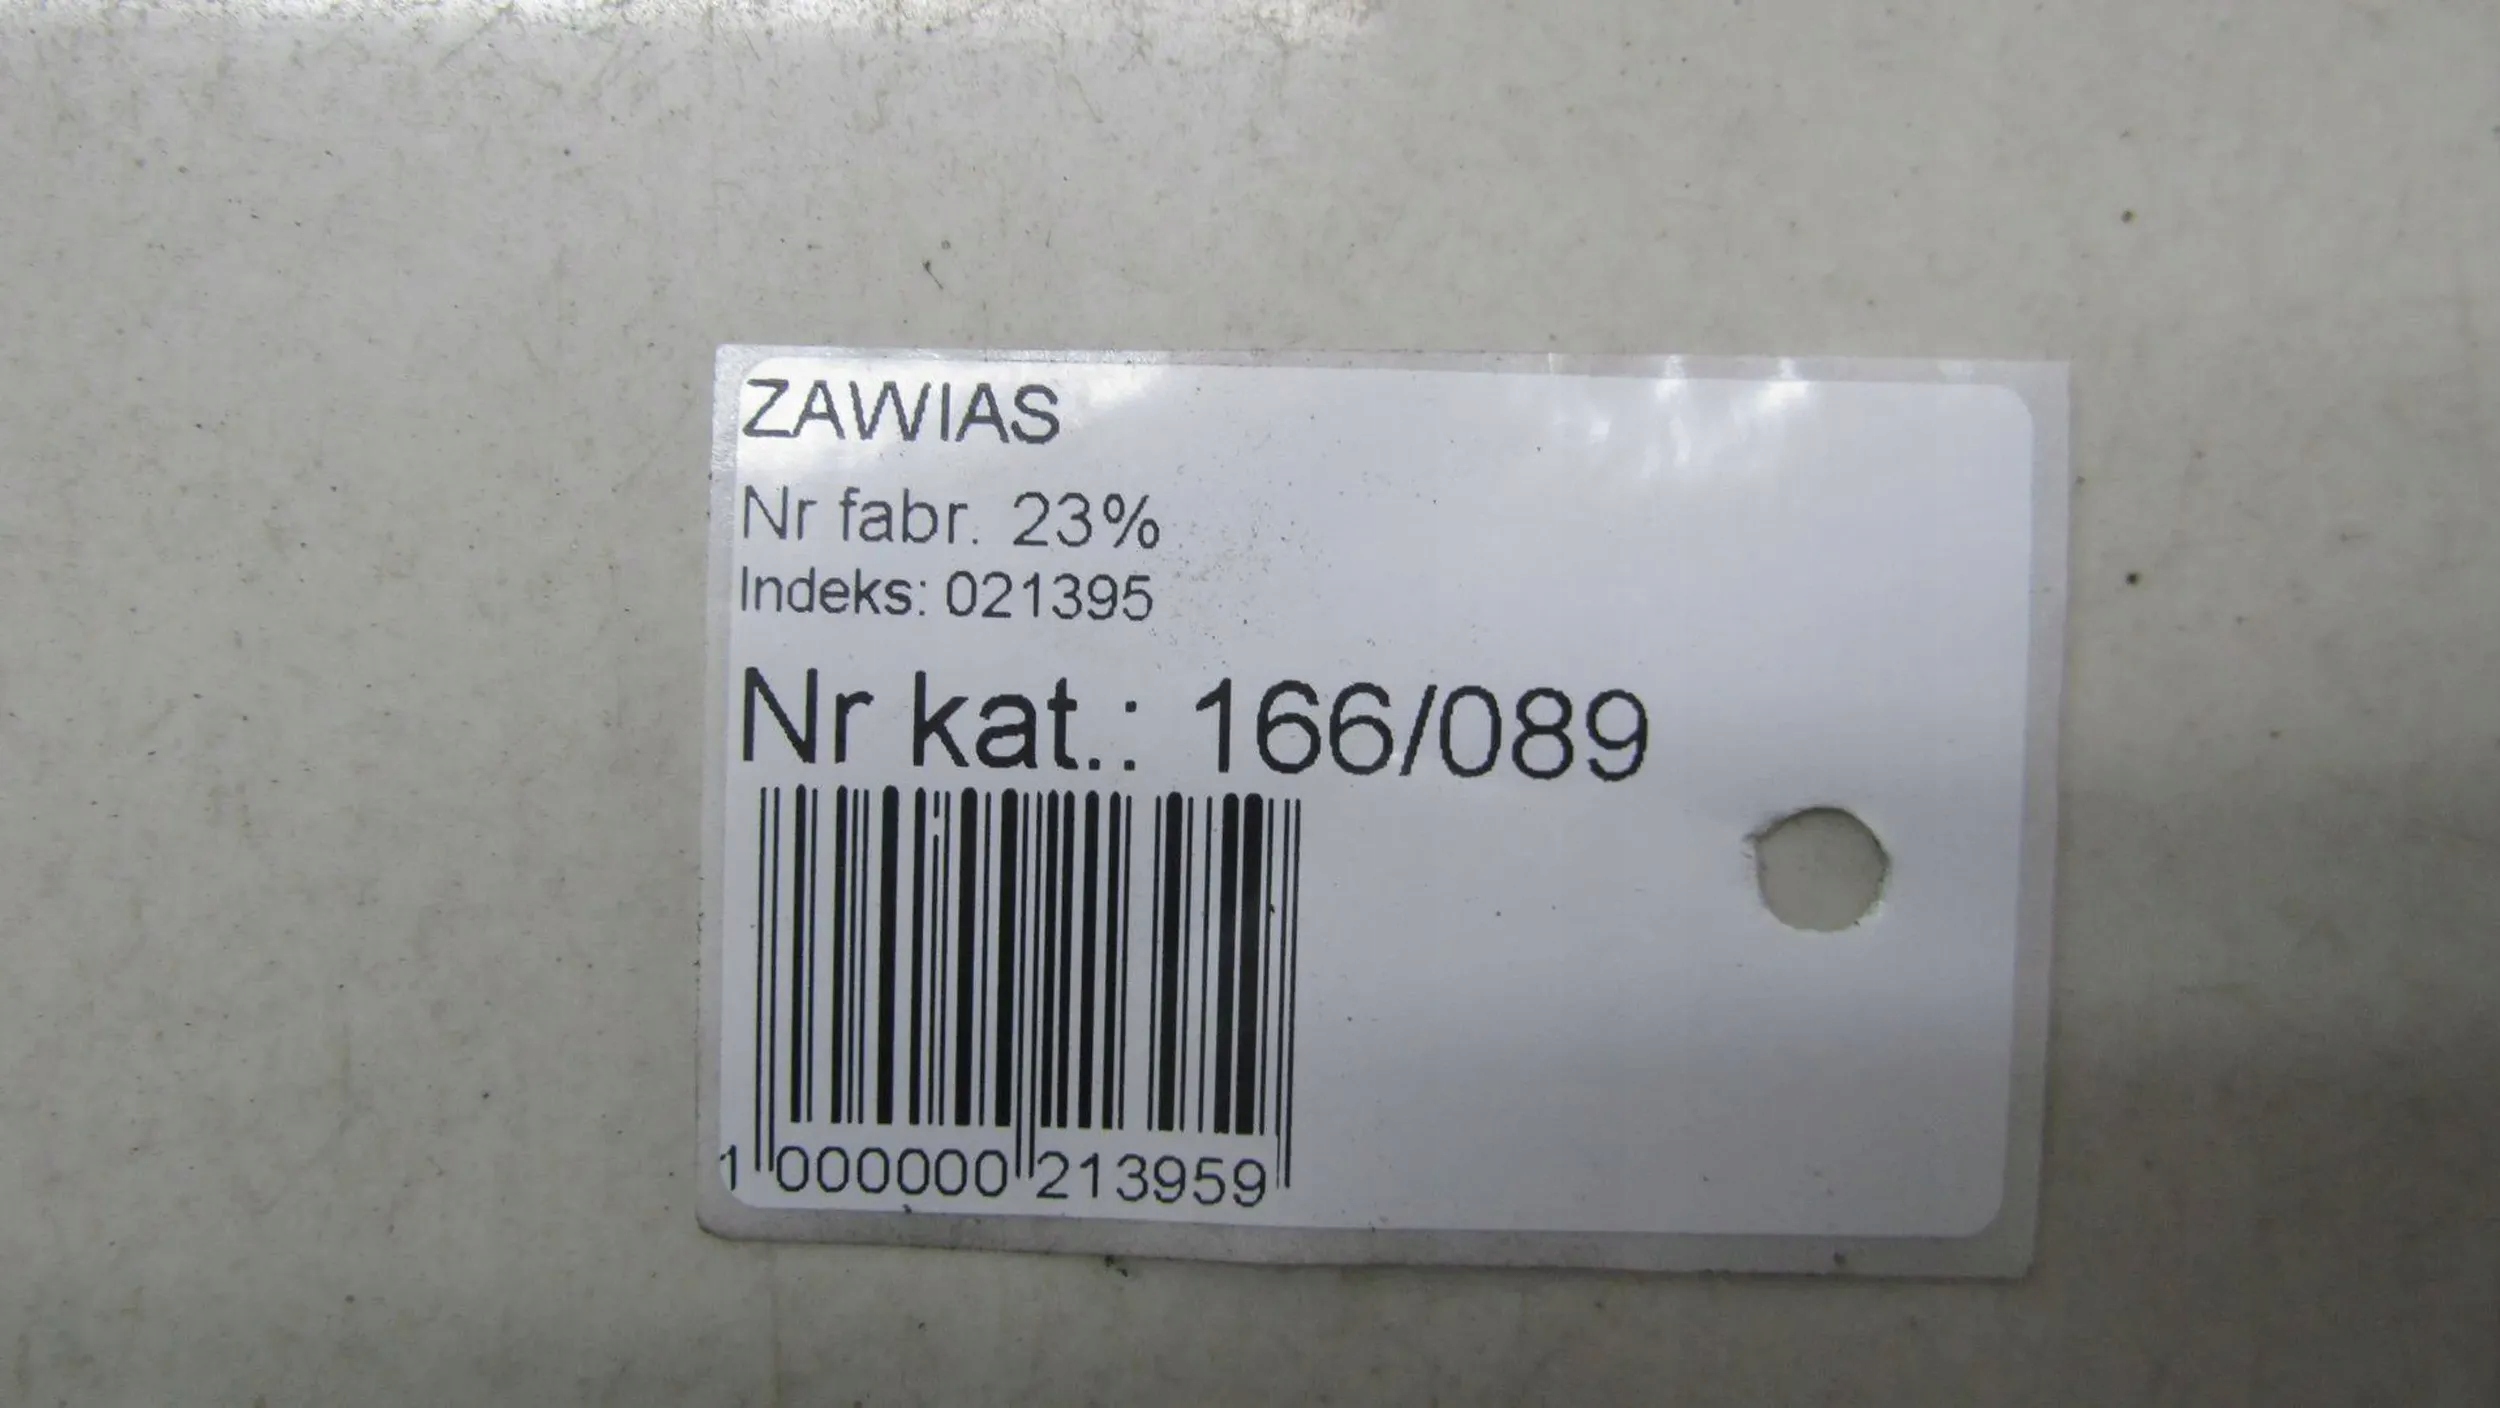 ZAWIAS
Nr fabr. 23%
Indeks: 021395
Nr kat.: 166/089
1 000000 213959